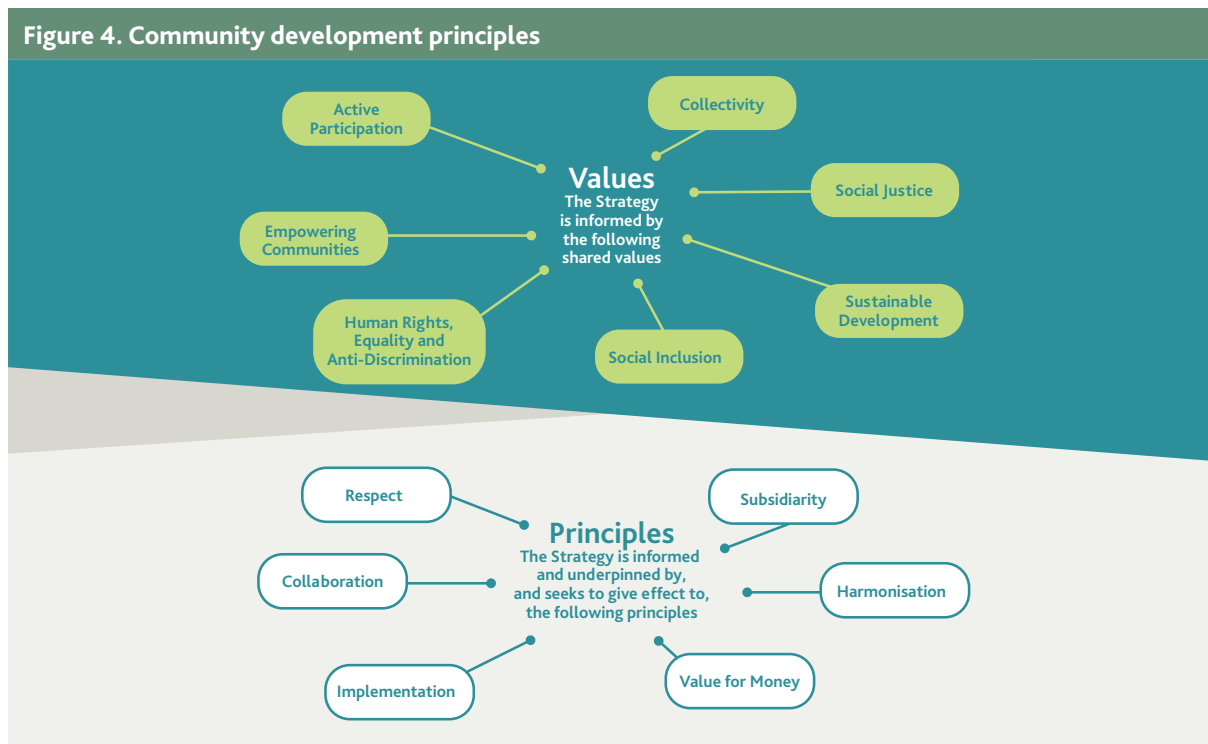 Figure 4. Community development principles
Active
Participation
Collectivity
Values
The Strategy
is informed by
the following
shared values
Social Justice
Empowering
Communities
Sustainable
Development
Human Rights,
Equality and
Anti-Discrimination
Social Inclusion
Respect
Subsidiarity
Principles
The Strategy is informed
and underpinned by,
and seeks to give effect to,
the following principles
Collaboration
Harmonisation
Implementation
Value for Money